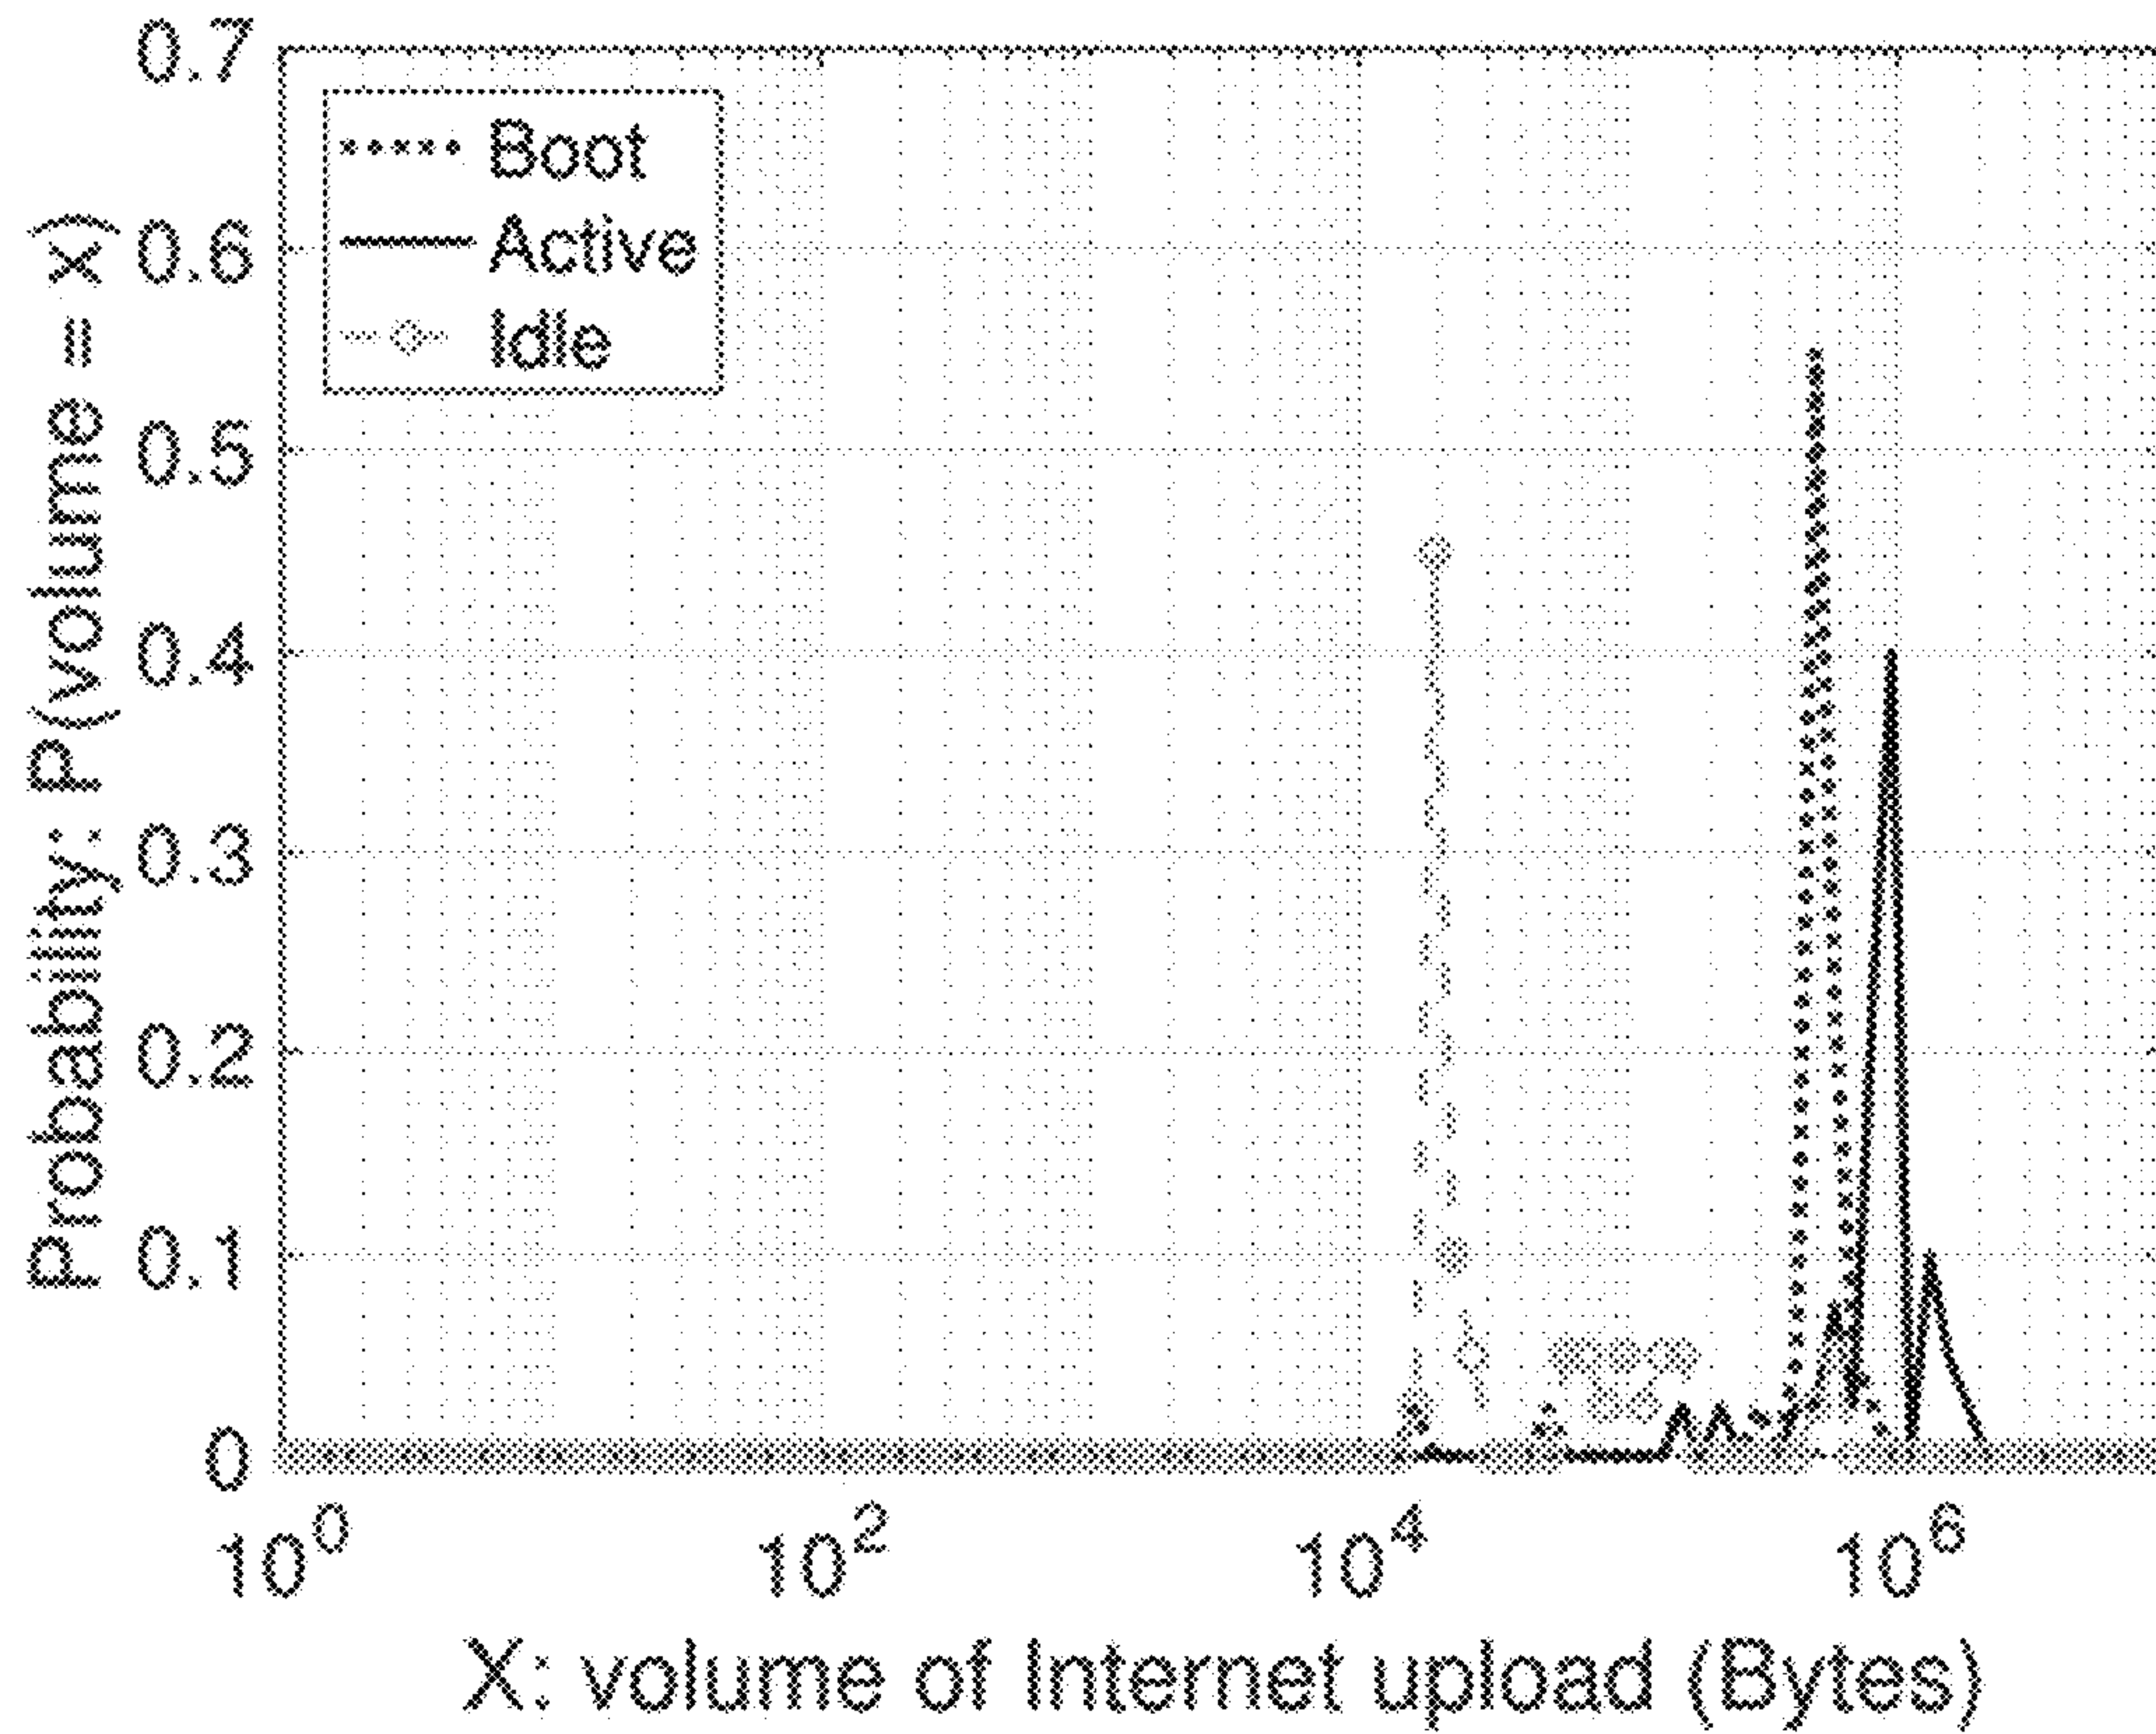 0.7
0.6
0.5
0.4
0.3
0.2
0.1
0
Probability: P(volume = x)
Boot
Active
Idle
10^0
10^2
10^4
10^6
X: volume of Internet upload (Bytes)